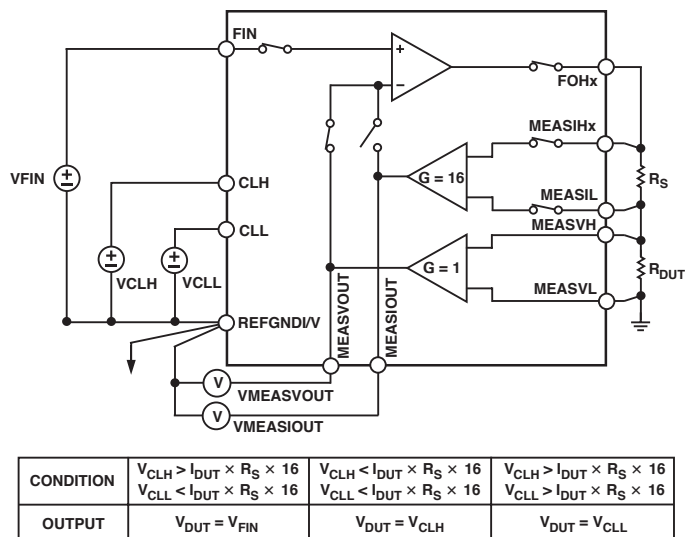 FIN
+
−
FOHx
MEASIHx
G = 16
RS
MEASIL
MEASVH
G = 1
RDUT
MEASVL
VFIN
CLH
CLL
VCLH
VCLL
REFGNDI/V
MEASVOUT
MEASIOUT
V
VMEASVOUT
V
VMEASIOUT
CONDITION
VCLH > IDUT × RS × 16
VCLL < IDUT × RS × 16
VCLH < IDUT × RS × 16
VCLL < IDUT × RS × 16
VCLH > IDUT × RS × 16
VCLL > IDUT × RS × 16
OUTPUT
VDUT = VFIN
VDUT = VCLH
VDUT = VCLL